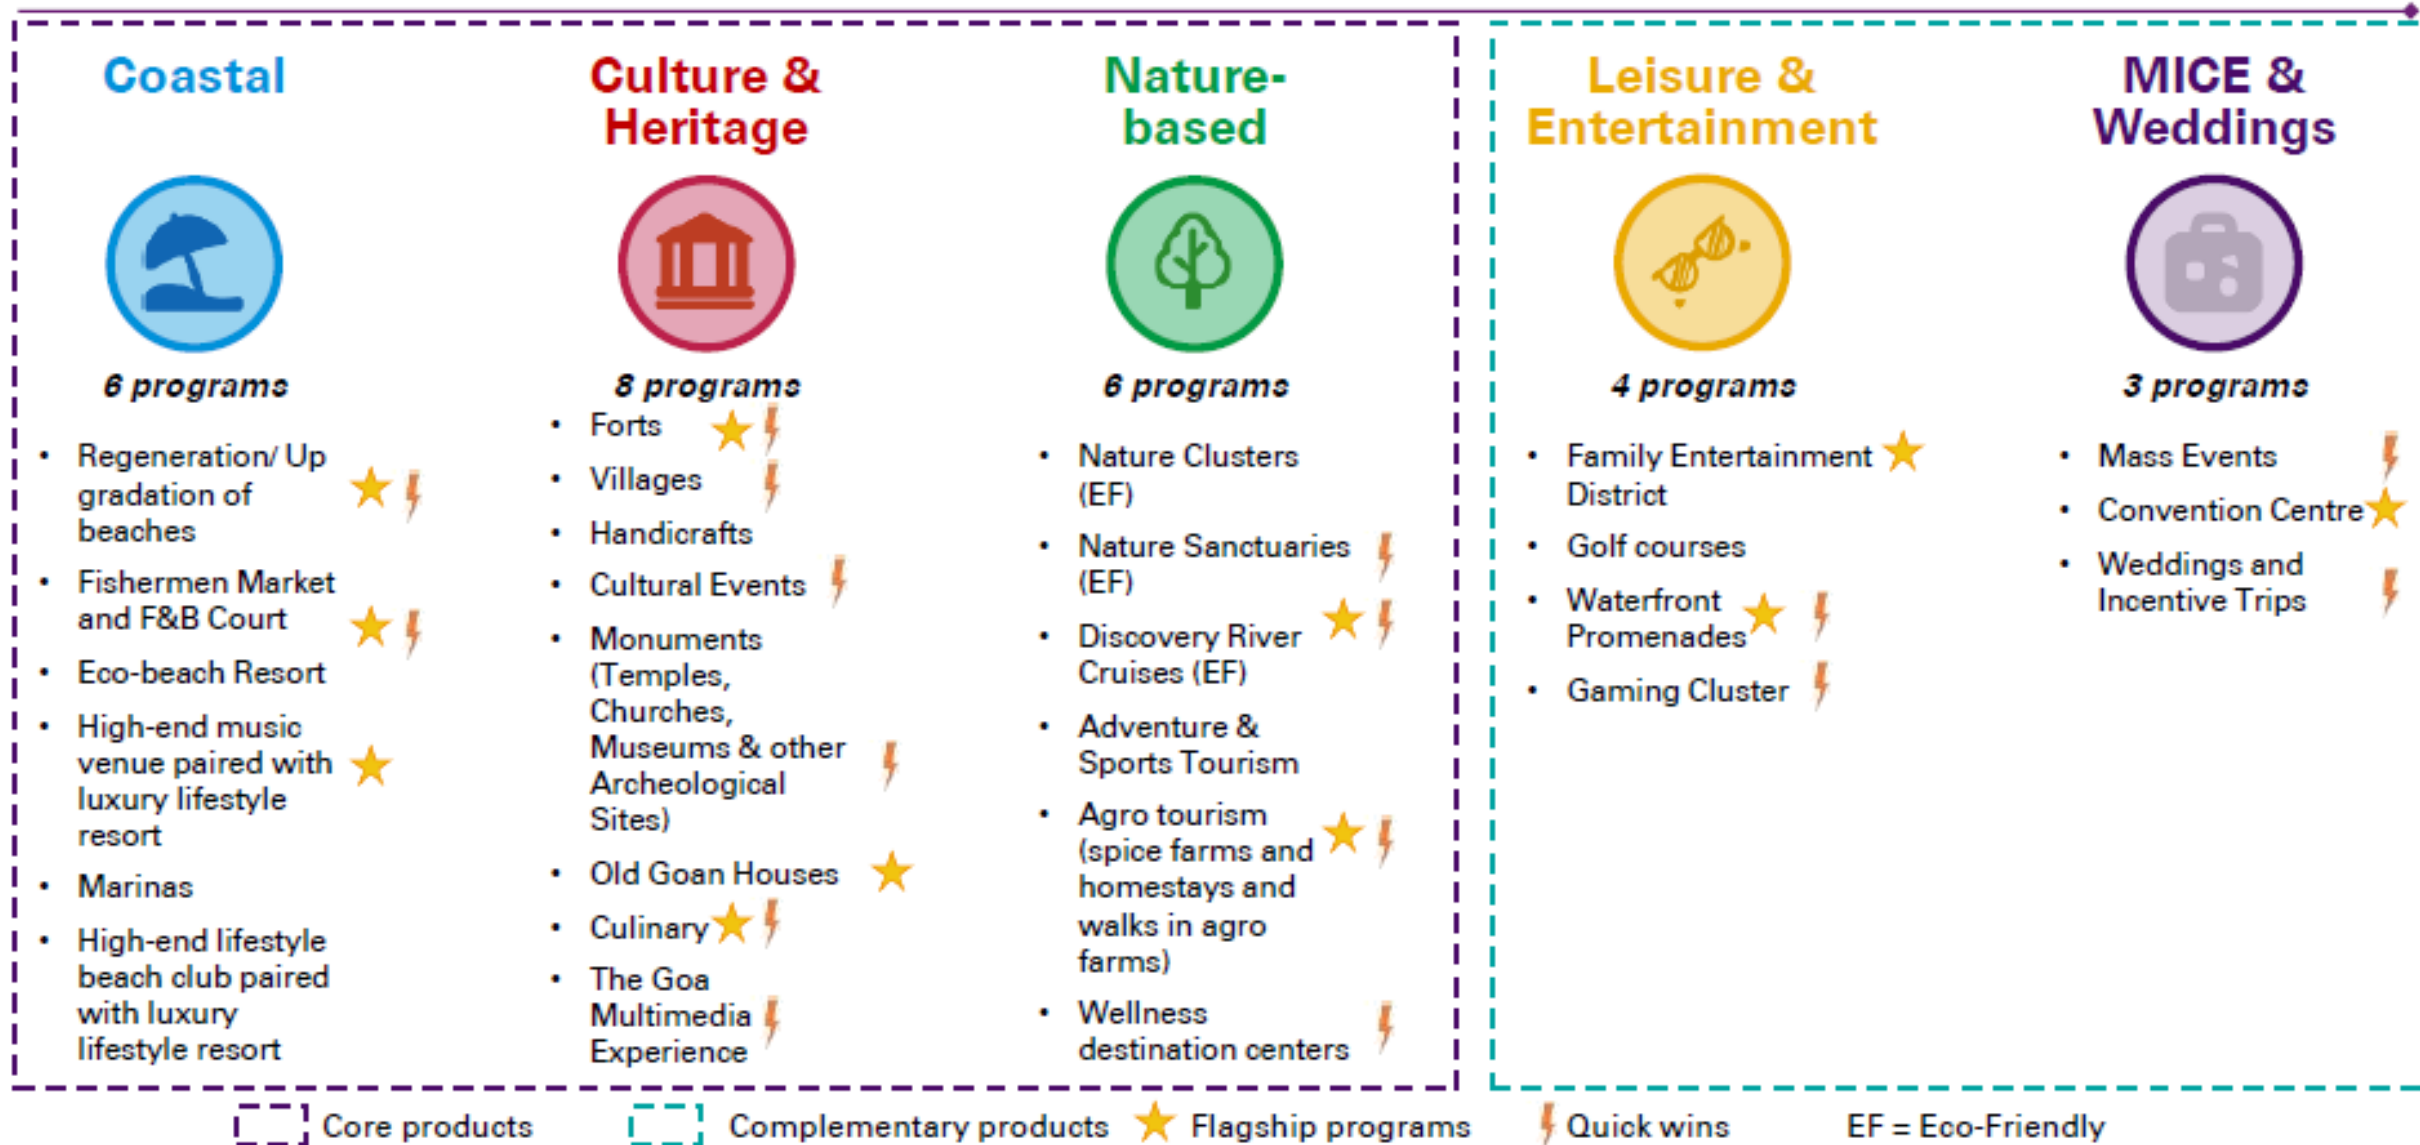 Coastal
6 programs
• Regeneration/ Up
gradation of
beaches
• Fishermen Market
and F&B Court
• Eco-beach Resort
• High-end music
venue paired with
luxury lifestyle
resort
• Marinas
• High-end lifestyle
beach club paired
with luxury
lifestyle resort
Culture &
Heritage
8 programs
• Forts
• Villages
• Handicrafts
• Cultural Events
• Monuments
(Temples,
Churches,
Museums & other
Archeological
Sites)
• Old Goan Houses
• Culinary
• The Goa
Multimedia
Experience
Nature-
based
6 programs
• Nature Clusters
(EF)
• Nature Sanctuaries
(EF)
• Discovery River
Cruises (EF)
• Adventure &
Sports Tourism
• Agro tourism
(spice farms and
homestays and
walks in agro
farms)
• Wellness
destination centers
Leisure &
Entertainment
4 programs
• Family Entertainment
District
• Golf courses
• Waterfront
Promenades
• Gaming Cluster
MICE &
Weddings
3 programs
• Mass Events
• Convention Centre
• Weddings and
Incentive Trips
Core products
Complementary products
Flagship programs
Quick wins
EF = Eco-Friendly